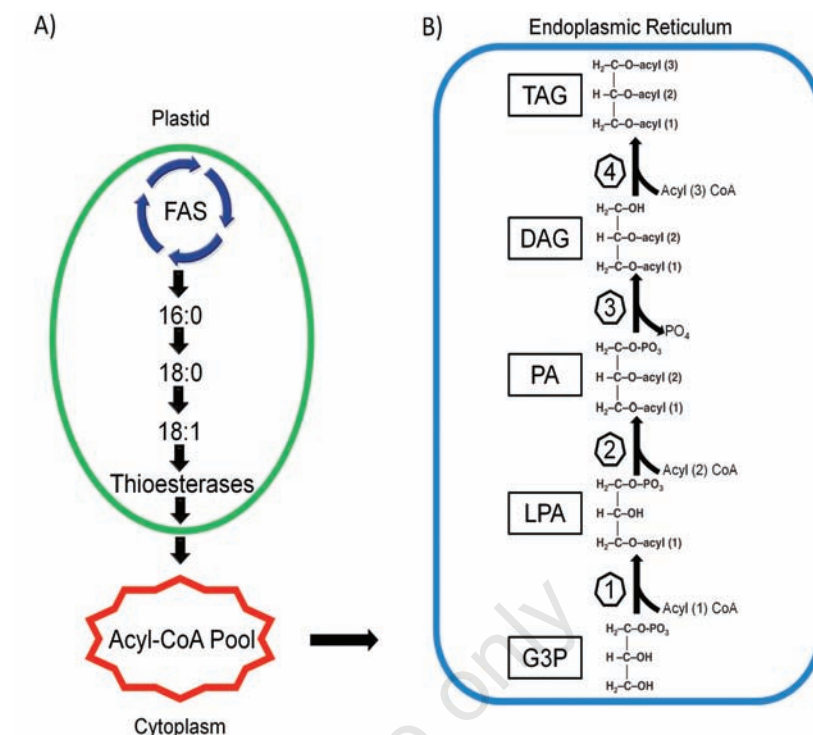 A)
Plastid
FAS
16:0
18:0
18:1
Thioesterases
Acyl-CoA Pool
Cytoplasm
B)
Endoplasmic Reticulum
TAG
H₂–C–O–acyl (3)
H –C–O–acyl (2)
H₂–C–O–acyl (1)
4
Acyl (3) CoA
DAG
H₂–C–OH
H –C–O–acyl (2)
H₂–C–O–acyl (1)
3
PO₄
PA
H₂–C–O-PO₃
H –C–O–acyl (2)
H₂–C–O–acyl (1)
2
Acyl (2) CoA
LPA
H₂–C–O–PO₃
H –C–OH
H₂–C–O–acyl (1)
1
Acyl (1) CoA
G3P
H₂–C–O–PO₃
H –C–OH
H₂–C–OH
only